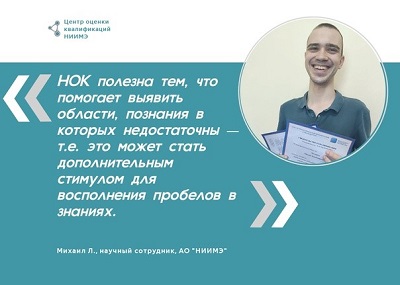 Центр оценки
квалификаций
НИИМЭ
НОК полезна тем, что
помогает выявить
области, познания в
которых недостаточны —
т.е. это может стать
дополнительным
стимулом для
восполнения пробелов в
знаниях.
Михаил Л., научный сотрудник, АО "НИИМЭ"